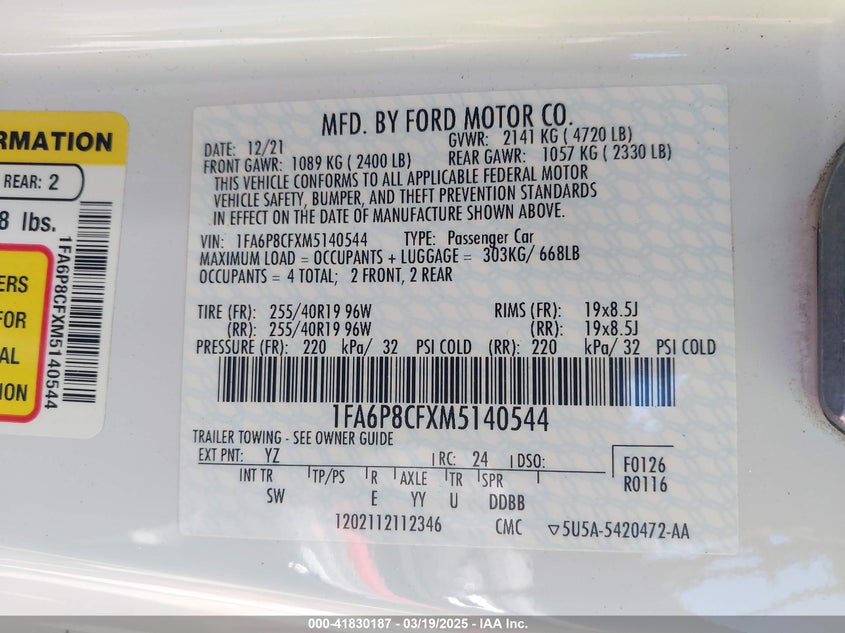 RMATION
REAR: 2
8 lbs.
ERS
FOR
AL
ION
1FA6P8CFXM5140544
MFD. BY FORD MOTOR CO.
DATE: 12/21 GVWR: 2141 KG ( 4720 LB)
FRONT GAWR: 1089 KG ( 2400 LB) REAR GAWR: 1057 KG ( 2330 LB)
THIS VEHICLE CONFORMS TO ALL APPLICABLE FEDERAL MOTOR
VEHICLE SAFETY, BUMPER, AND THEFT PREVENTION STANDARDS
IN EFFECT ON THE DATE OF MANUFACTURE SHOWN ABOVE.
VIN: 1FA6P8CFXM5140544 TYPE: Passenger Car
MAXIMUM LOAD = OCCUPANTS + LUGGAGE = 303KG/ 668LB
OCCUPANTS = 4 TOTAL; 2 FRONT, 2 REAR
TIRE (FR): 255/40R19 96W RIMS (FR): 19x8.5J
(RR): 255/40R19 96W (RR): 19x8.5J
PRESSURE (FR): 220 kPa/ 32 PSI COLD (RR): 220 kPa/ 32 PSI COLD
1FA6P8CFXM5140544
TRAILER TOWING - SEE OWNER GUIDE
EXT PNT: YZ RC: 24 DSO: F0126
INT TR TP/PS R AXLE TR SPR R0116
SW E YY U DDBB
1202112112346 CMC ▽5U5A-5420472-AA
000-41830187 - 03/19/2025 - IAA Inc.